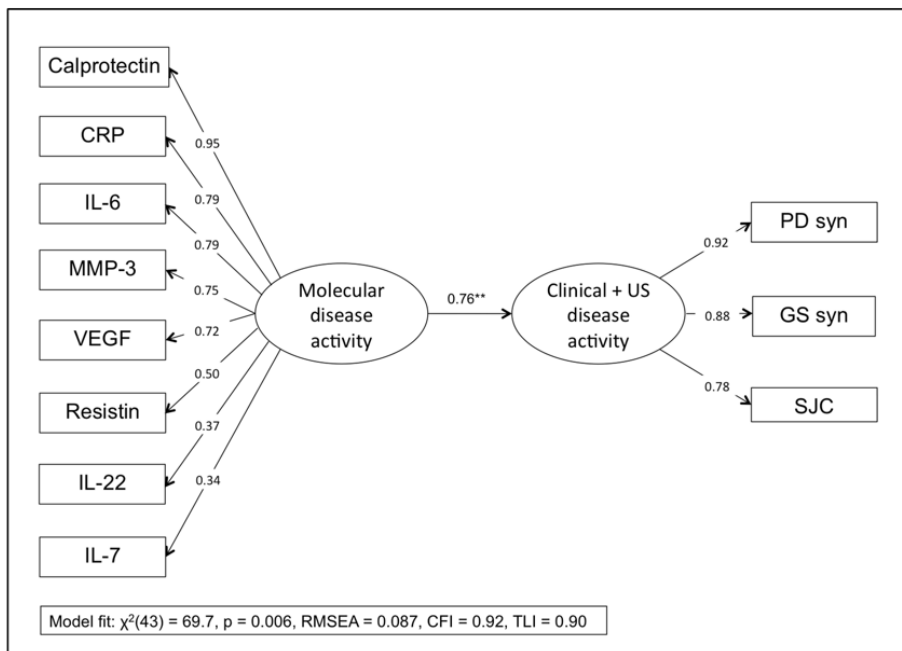 Calprotectin
CRP
IL-6
MMP-3
VEGF
Resistin
IL-22
IL-7
0.95
0.79
0.79
0.75
0.72
0.50
0.37
0.34
Molecular
disease
activity
0.76**
Clinical + US
disease
activity
0.92
0.88
0.78
PD syn
GS syn
SJC
Model fit: χ²(43) = 69.7, p = 0.006, RMSEA = 0.087, CFI = 0.92, TLI = 0.90